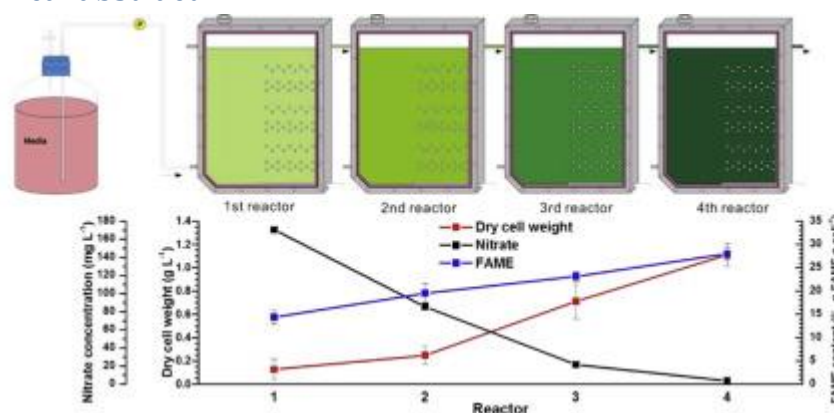 Media
P
1st reactor
2nd reactor
3rd reactor
4th reactor
Dry cell weight
Nitrate
FAME
Nitrate concentration (mg L⁻¹)
180
160
140
120
100
80
60
40
20
0
Dry cell weight (g L⁻¹)
1.4
1.2
1.0
0.8
0.6
0.4
0.2
0.0
35
30
25
20
15
10
5
0
1
2
3
4
Reactor